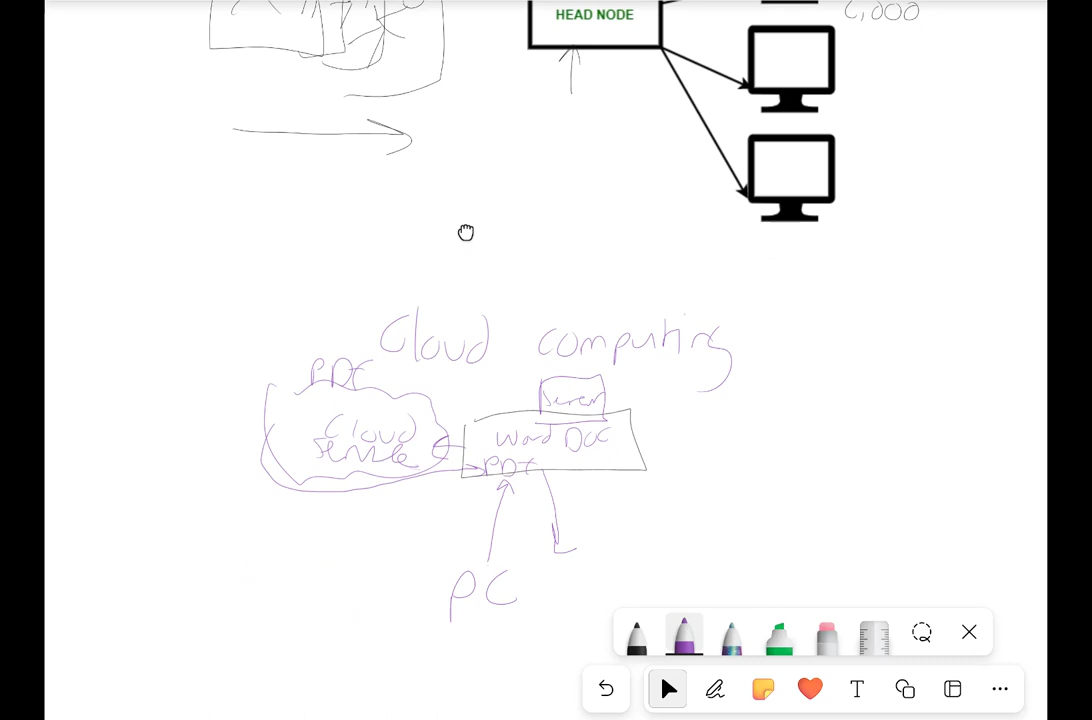 HEAD NODE
Cloud computing
PDF
Server
Cloud
Service
Word Doc
PDF
PC
T